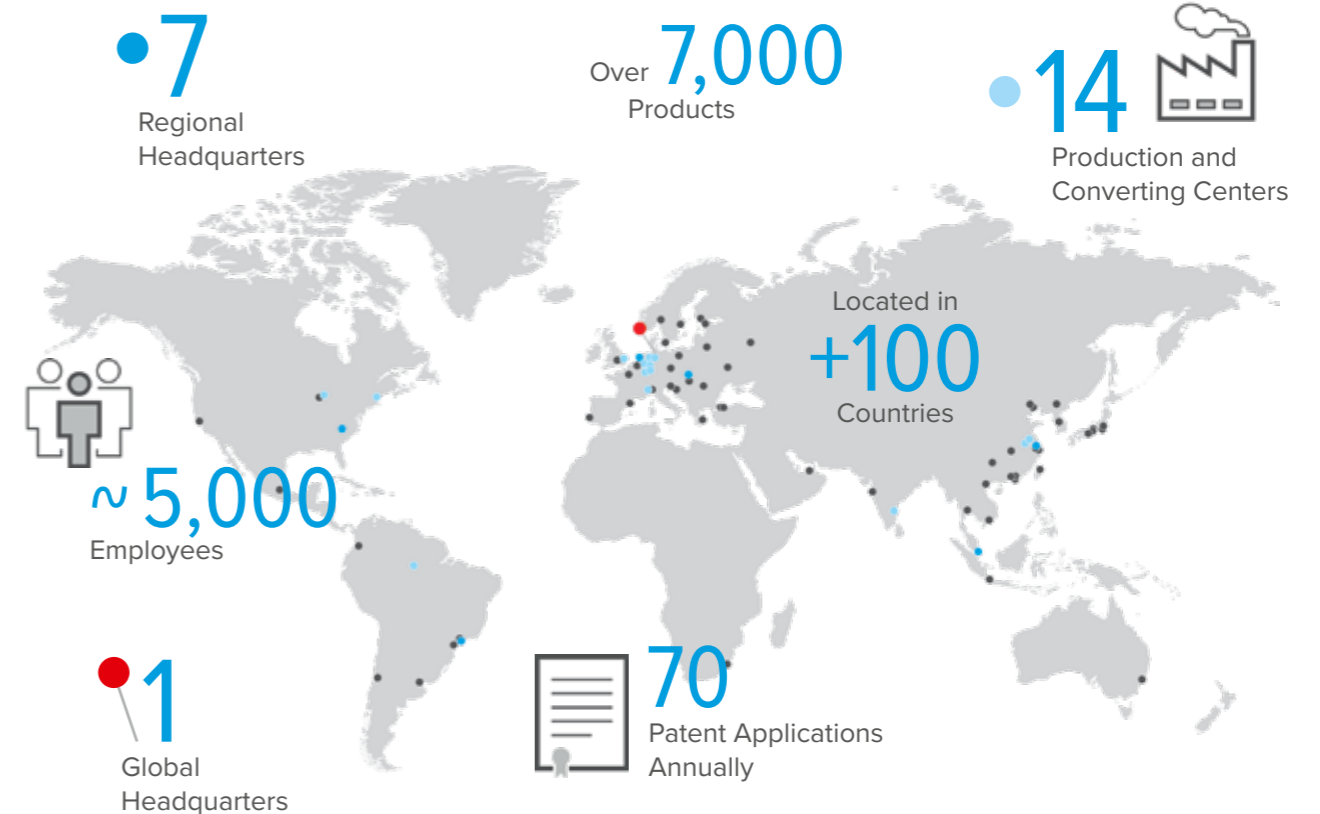 7
Regional
Headquarters
Over 7,000
Products
14
Production and
Converting Centers
Located in
+100
Countries
~5,000
Employees
1
Global
Headquarters
70
Patent Applications
Annually